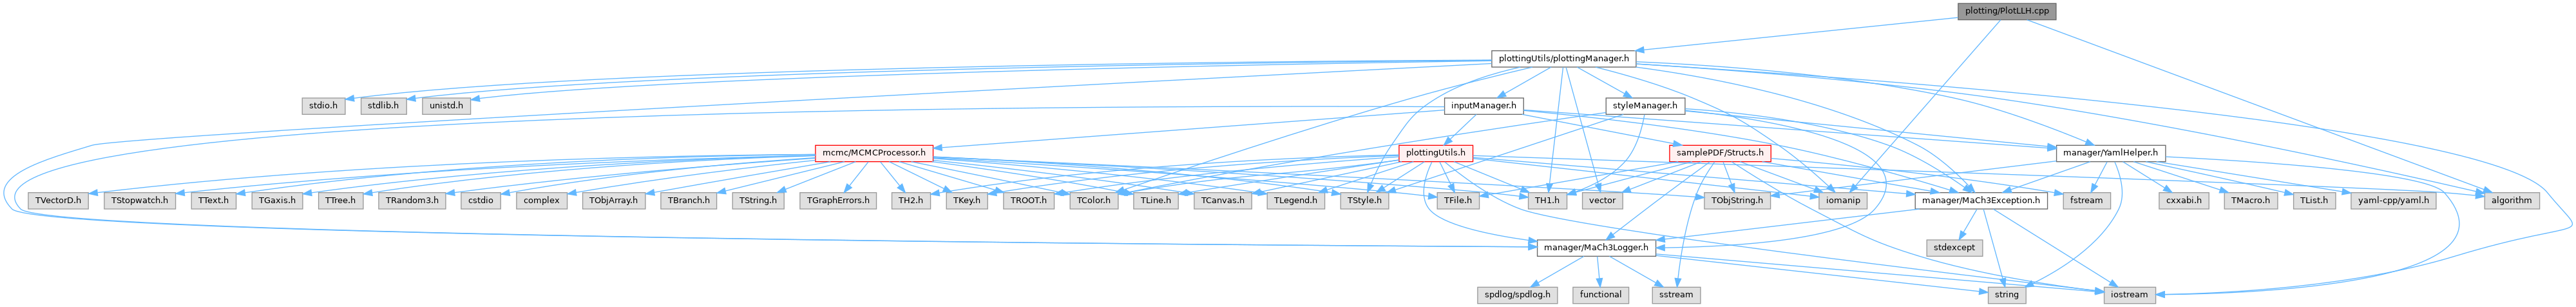 plotting/PlotLLH.cpp
plottingUtils/plottingManager.h
stdio.h
stdlib.h
unistd.h
inputManager.h
styleManager.h
mcmc/MCMCProcessor.h
plottingUtils.h
samplePDF/Structs.h
manager/YamlHelper.h
TVectorD.h
TStopwatch.h
TText.h
TGaxis.h
TTree.h
TRandom3.h
cstdio
complex
TObjArray.h
TBranch.h
TString.h
TGraphErrors.h
TH2.h
TKey.h
TROOT.h
TColor.h
TLine.h
TCanvas.h
TLegend.h
TStyle.h
TFile.h
TH1.h
vector
TObjString.h
iomanip
manager/MaCh3Exception.h
fstream
cxxabi.h
TMacro.h
TList.h
yaml-cpp/yaml.h
algorithm
manager/MaCh3Logger.h
stdexcept
spdlog/spdlog.h
functional
sstream
string
iostream